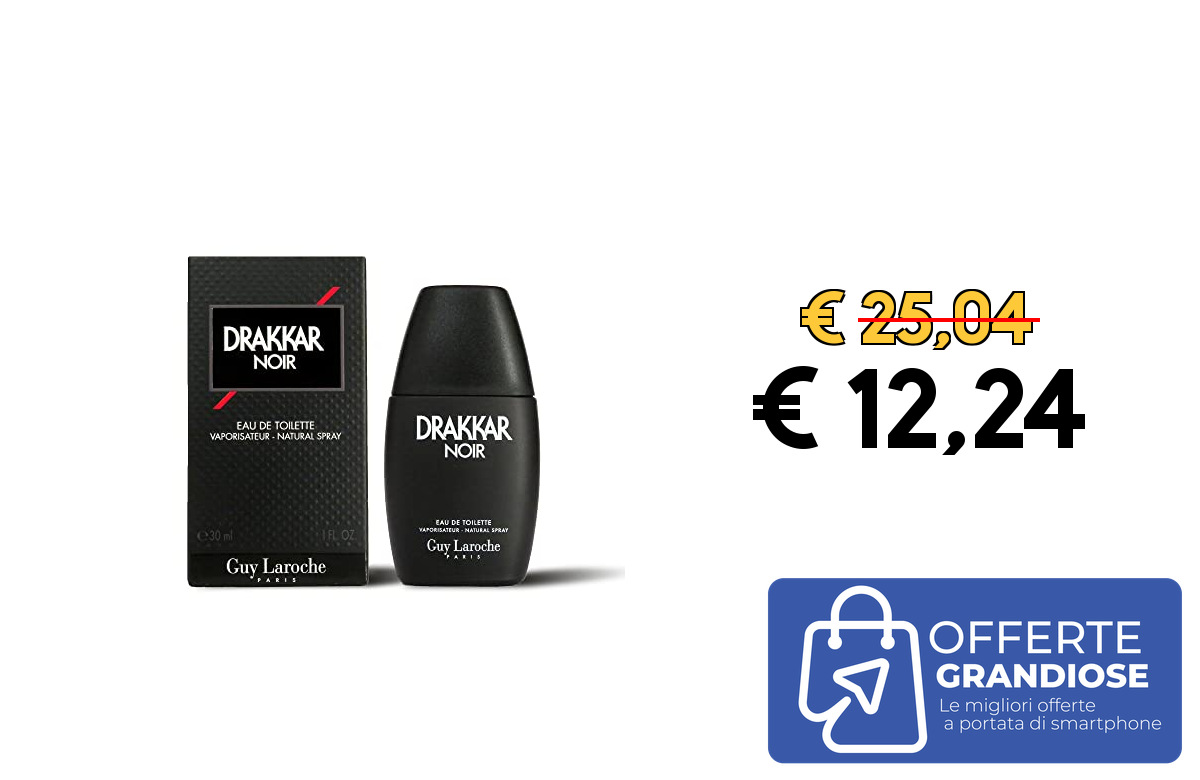 DRAKKAR
NOIR
EAU DE TOILETTE
VAPORISATEUR - NATURAL SPRAY
℮ 30 ml 1 FL. OZ.
Guy Laroche
PARIS
DRAKKAR
NOIR
EAU DE TOILETTE
VAPORISATEUR - NATURAL SPRAY
Guy Laroche
PARIS
€ 25,04
€ 12,24
OFFERTE
GRANDIOSE
Le migliori offerte
a portata di smartphone